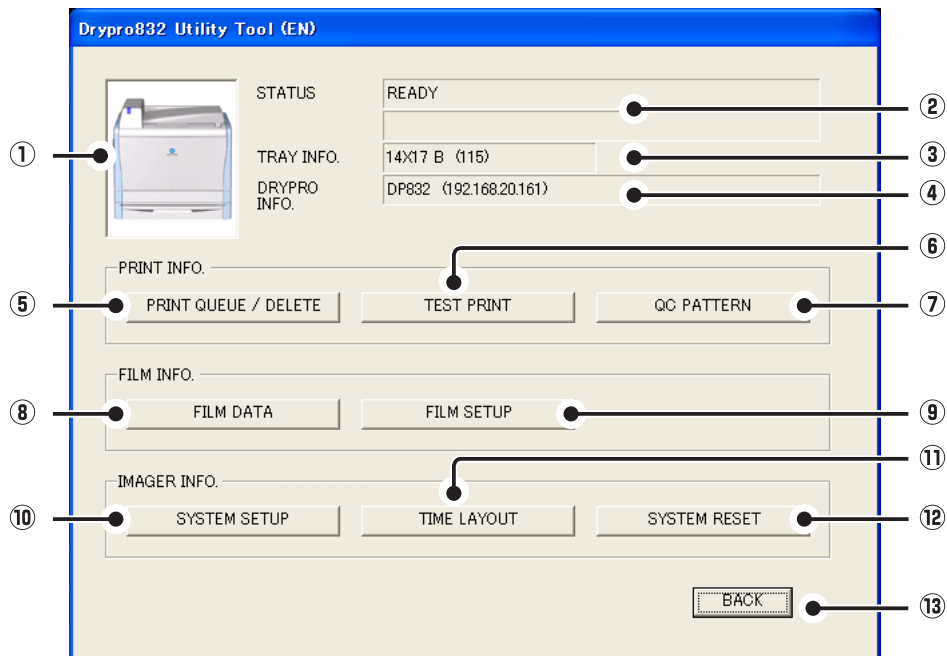 Drypro832 Utility Tool (EN)
STATUS READY
②
① TRAY INFO. 14X17 B (115) ③
DRYPRO INFO. DP832 (192.168.20.161) ④
⑥
PRINT INFO.
⑤ PRINT QUEUE / DELETE TEST PRINT QC PATTERN ⑦
FILM INFO.
⑧ FILM DATA FILM SETUP ⑨
⑪
IMAGER INFO.
⑩ SYSTEM SETUP TIME LAYOUT SYSTEM RESET ⑫
BACK ⑬